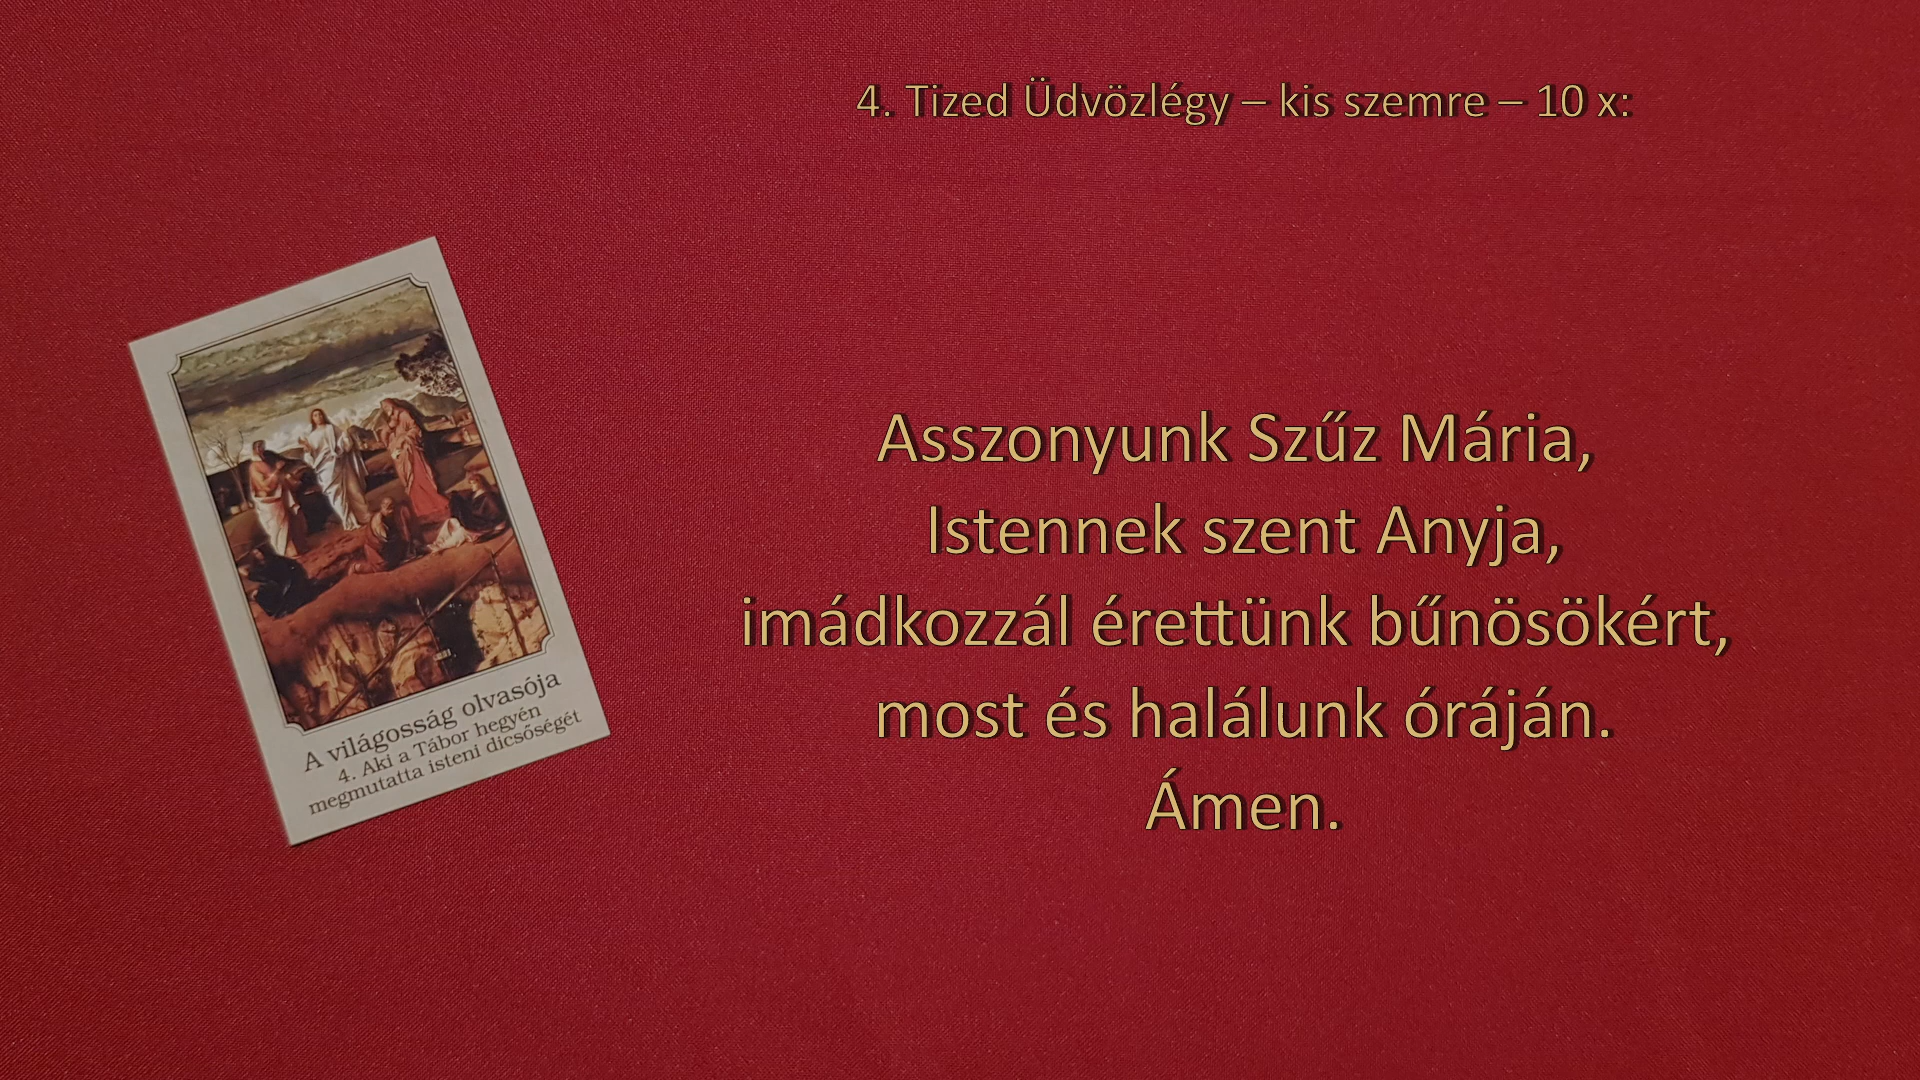 4. Tized Üdvözlégy – kis szemre – 10 x:
Asszonyunk Szűz Mária,
Istennek szent Anyja,
imádkozzál érettünk bűnösökért,
most és halálunk óráján.
Ámen.
A világosság olvasója
4. Aki a Tábor hegyén
megmutatta isteni dicsőségét